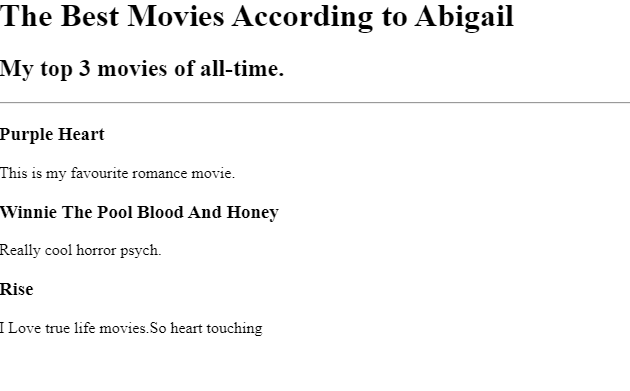 The Best Movies According to Abigail
My top 3 movies of all-time.
Purple Heart
This is my favourite romance movie.
Winnie The Pool Blood And Honey
Really cool horror psych.
Rise
I Love true life movies.So heart touching